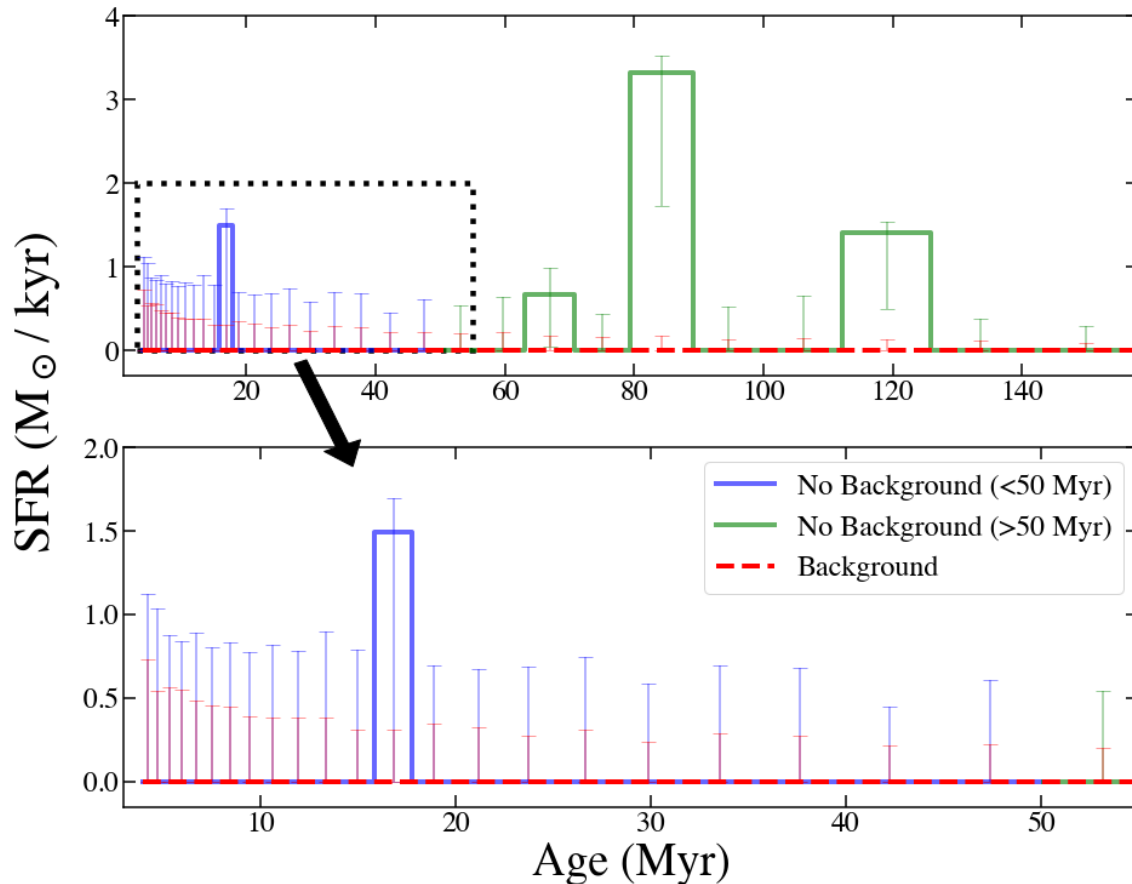 SFR (M⊙ / kyr)
4
3
2
1
0
20 40 60 80 100 120 140
2.0
1.5
1.0
0.5
0.0
No Background (<50 Myr)
No Background (>50 Myr)
Background
10 20 30 40 50
Age (Myr)